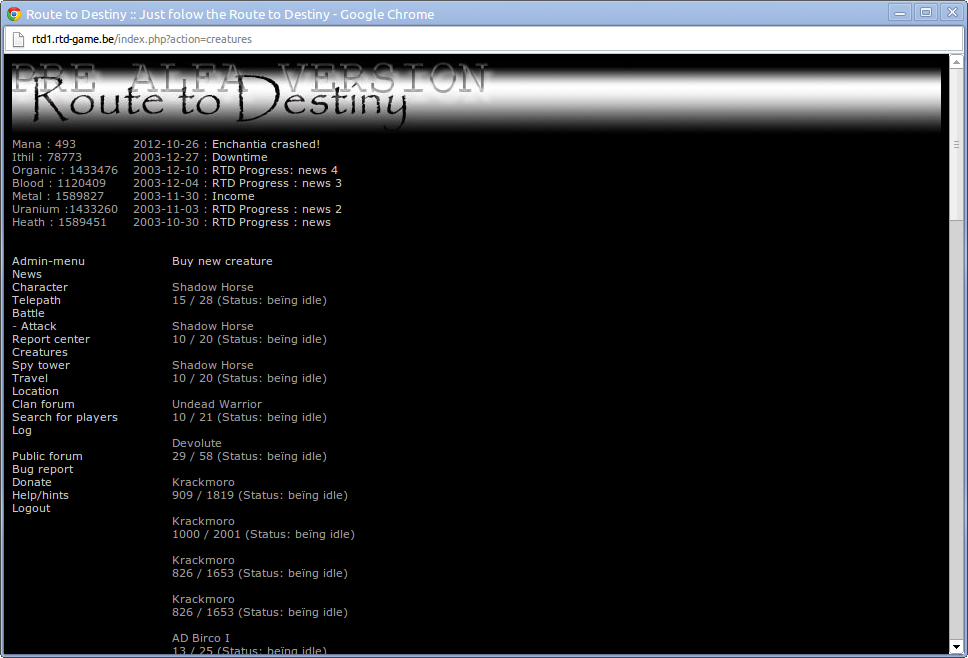 Route to Destiny :: Just folow the Route to Destiny - Google Chrome
rtd1.rtd-game.be/index.php?action=creatures
PRE ALFA VERSION
Route to Destiny
Mana : 493
Ithil : 78773
Organic : 1433476
Blood : 1120409
Metal : 1589827
Uranium :1433260
Heath : 1589451
2012-10-26 : Enchantia crashed!
2003-12-27 : Downtime
2003-12-10 : RTD Progress: news 4
2003-12-04 : RTD Progress : news 3
2003-11-30 : Income
2003-11-03 : RTD Progress : news 2
2003-10-30 : RTD Progress : news
Admin-menu
News
Character
Telepath
Battle
- Attack
Report center
Creatures
Spy tower
Travel
Location
Clan forum
Search for players
Log
Public forum
Bug report
Donate
Help/hints
Logout
Buy new creature
Shadow Horse
15 / 28 (Status: beïng idle)
Shadow Horse
10 / 20 (Status: beïng idle)
Shadow Horse
10 / 20 (Status: beïng idle)
Undead Warrior
10 / 21 (Status: beïng idle)
Devolute
29 / 58 (Status: beïng idle)
Krackmoro
909 / 1819 (Status: beïng idle)
Krackmoro
1000 / 2001 (Status: beïng idle)
Krackmoro
826 / 1653 (Status: beïng idle)
Krackmoro
826 / 1653 (Status: beïng idle)
AD Birco I
13 / 25 (Status: beïng idle)